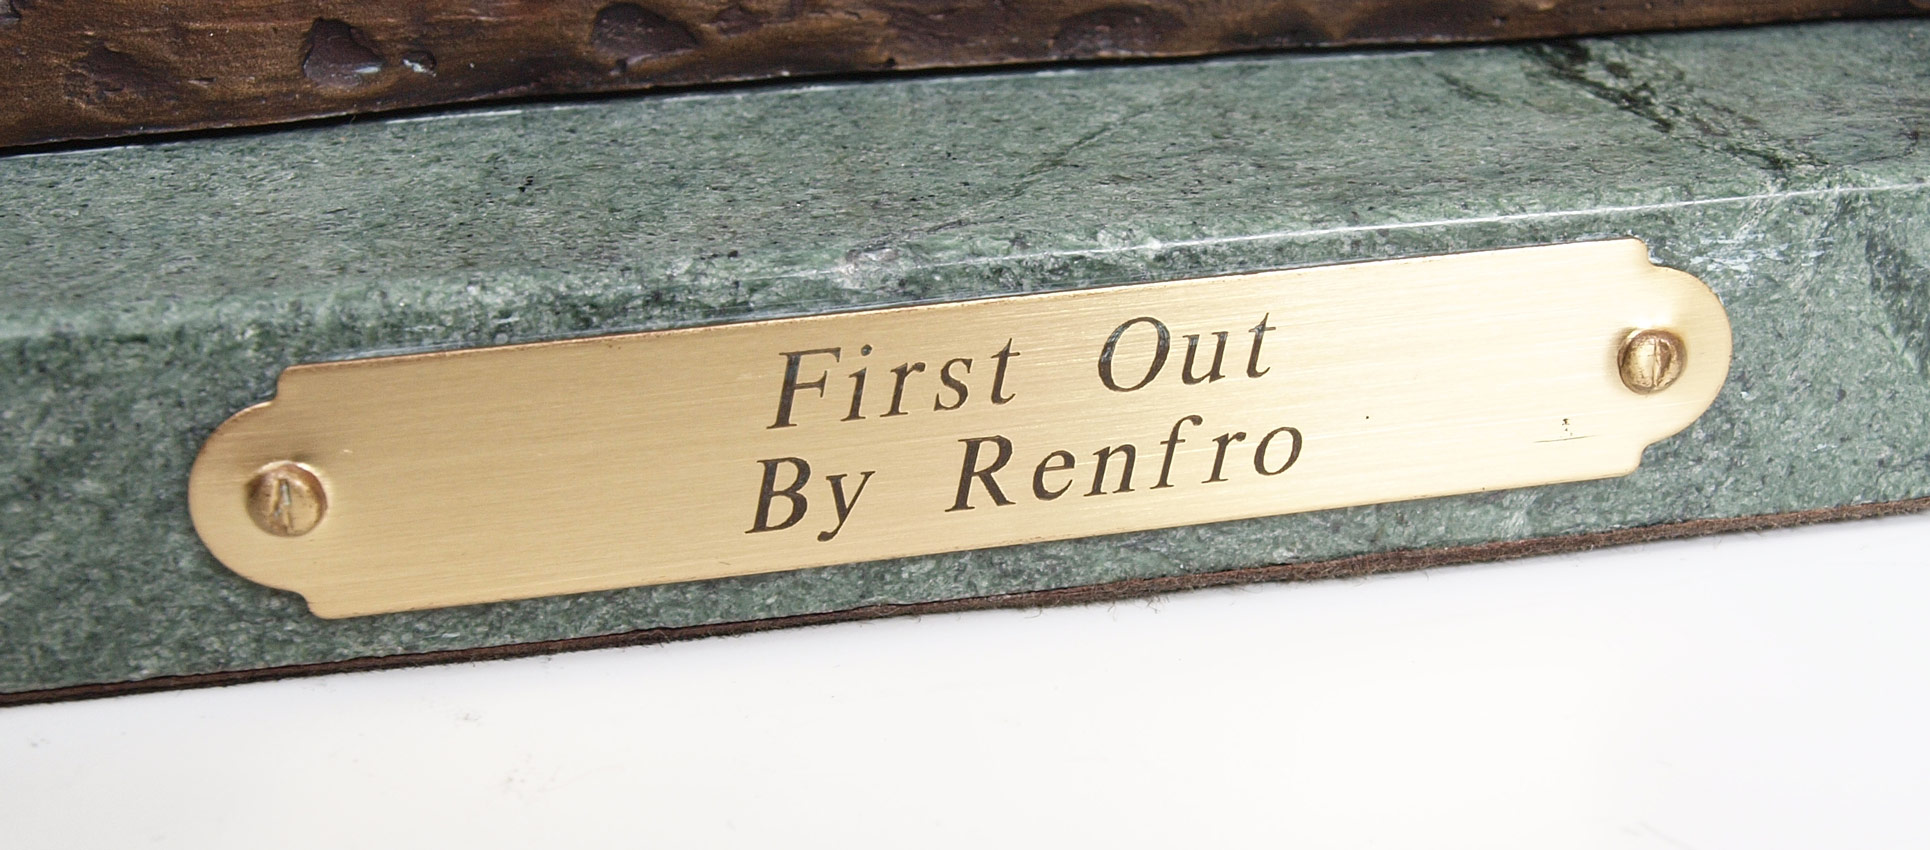 First Out
By Renfro